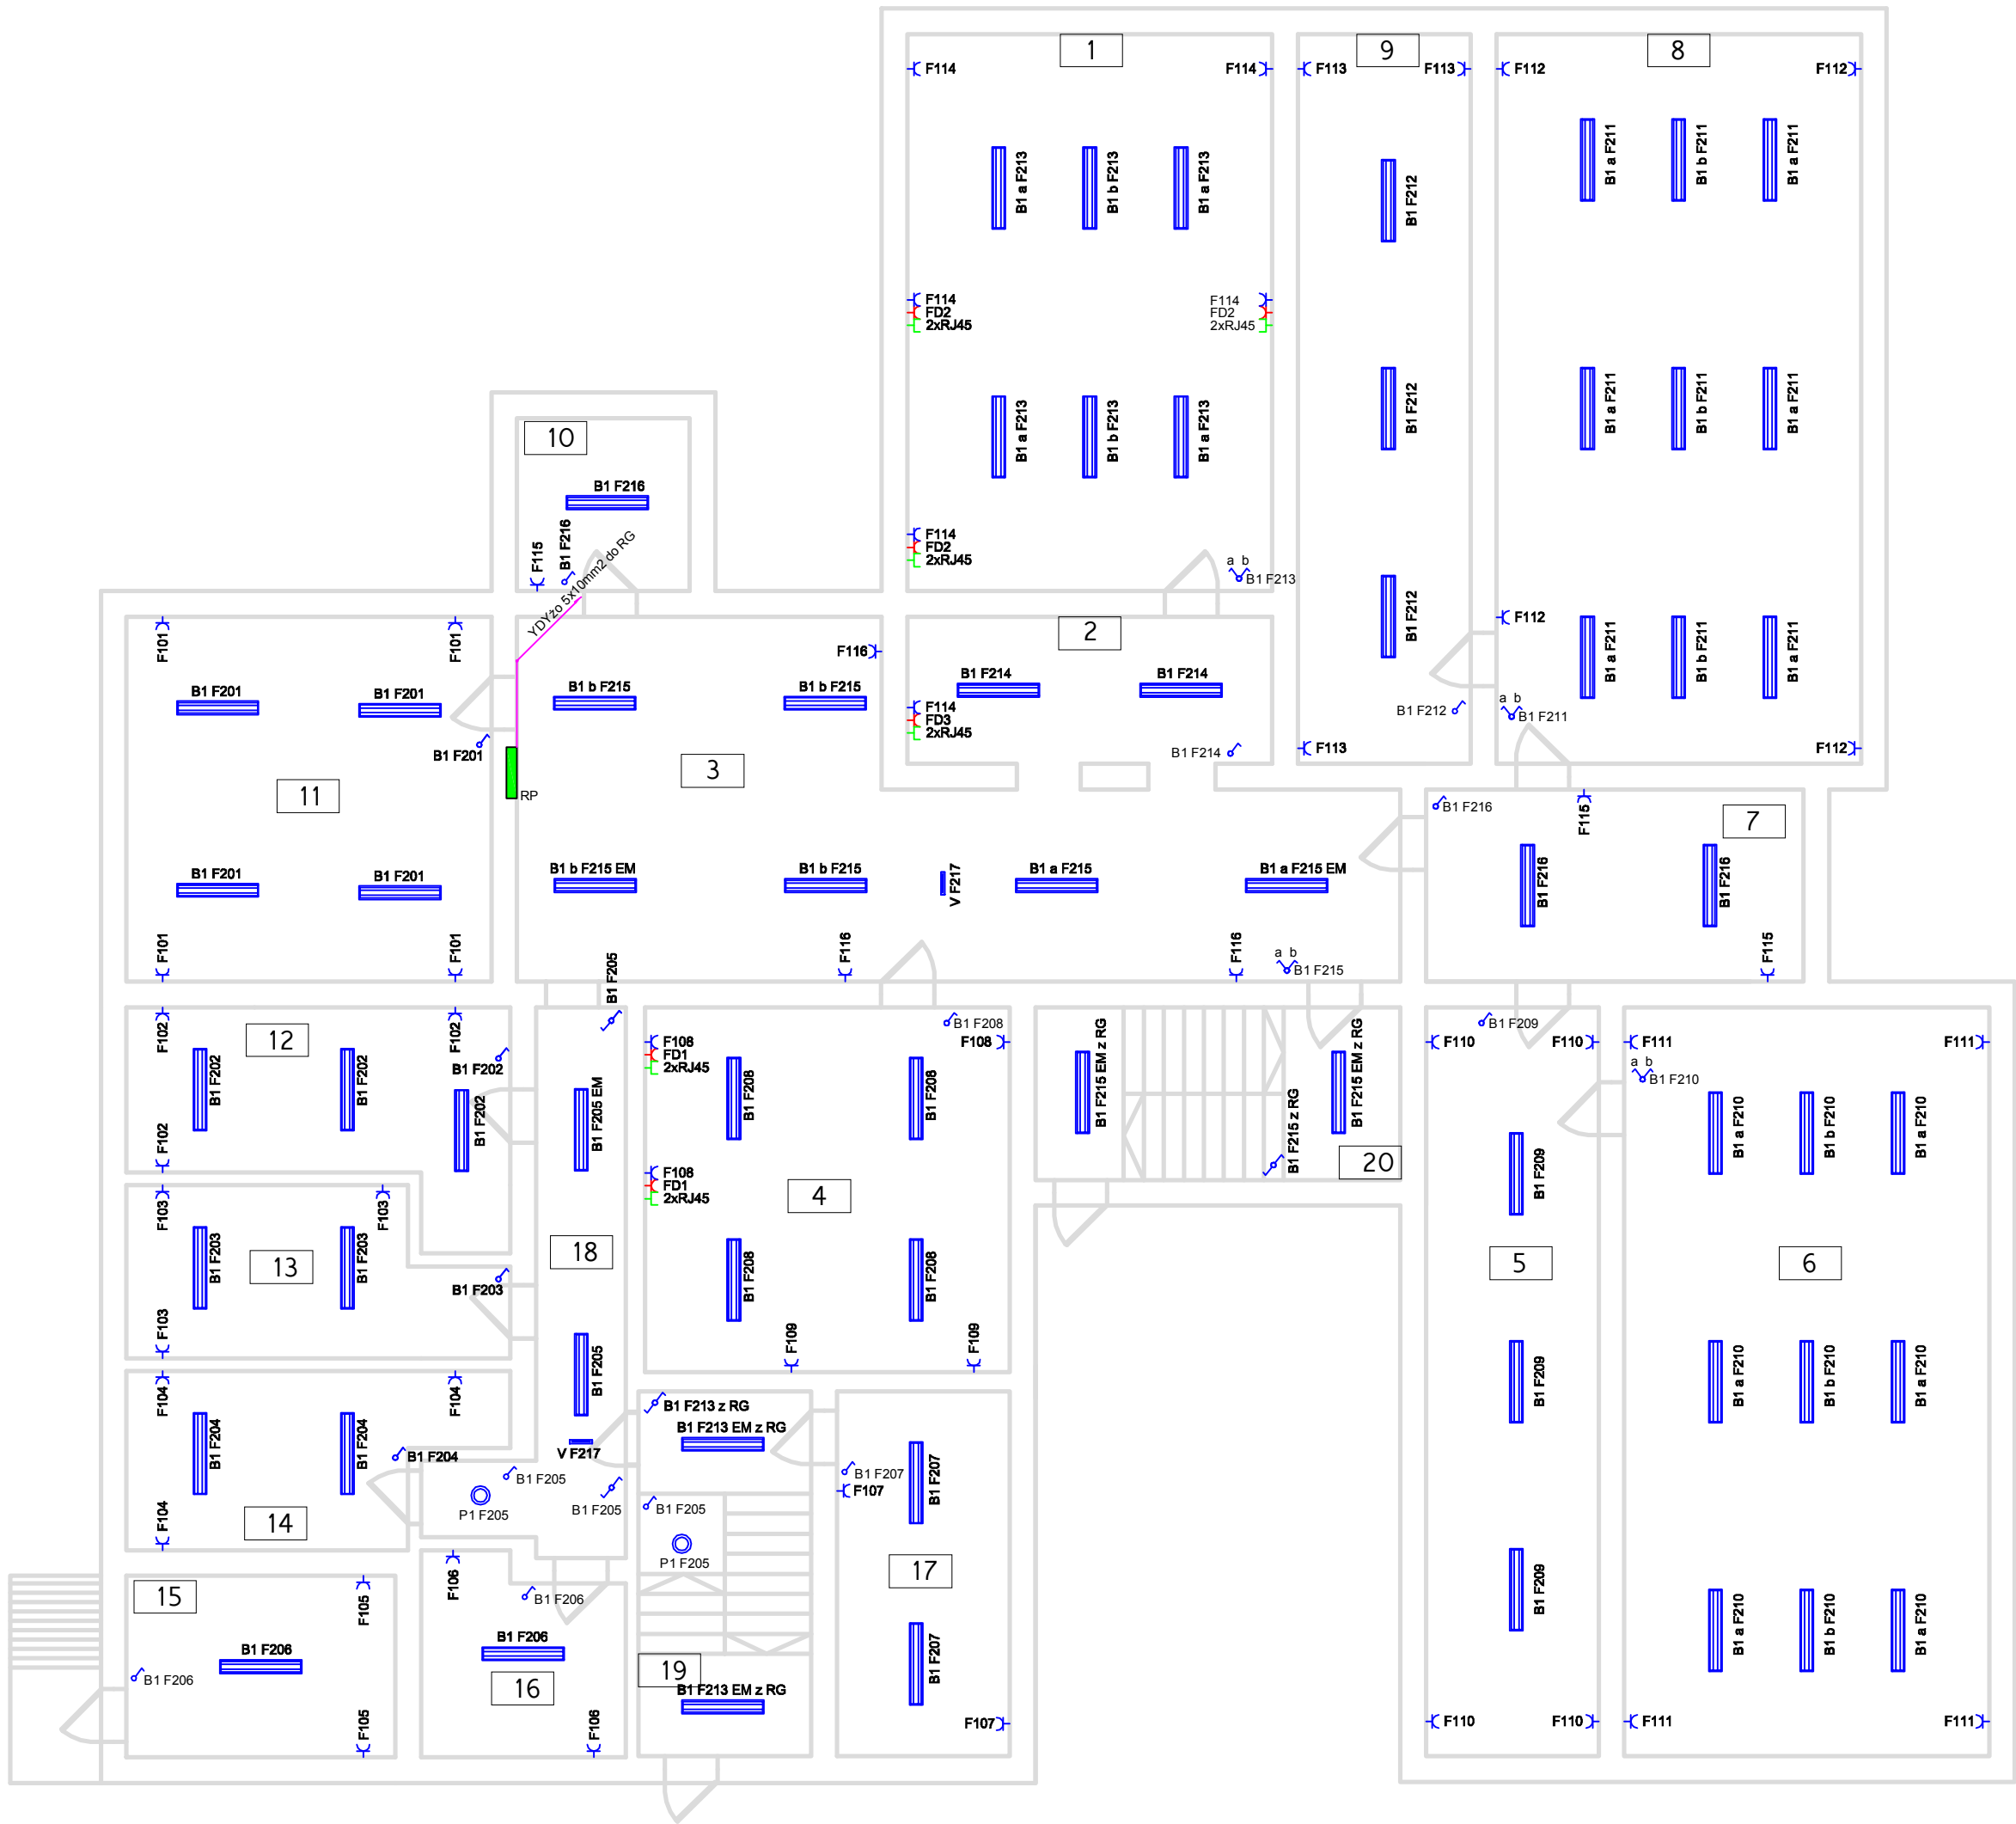 1
9
8
F114
F114
F113
F113
F112
F112
B1 a F213
B1 b F213
B1 a F213
B1 F212
B1 a F211
B1 b F211
B1 a F211
F114
FD2
2xRJ45
F114
FD2
2xRJ45
B1 a F213
B1 b F213
B1 a F213
B1 F212
B1 a F211
B1 b F211
B1 a F211
10
B1 F216
F115
B1 F216
YDYżo 5x10mm2 do RG
F114
FD2
2xRJ45
a b
B1 F213
B1 F212
F112
B1 a F211
B1 b F211
B1 a F211
F101
F101
F116
2
B1 F214
B1 F214
B1 F201
B1 F201
B1 b F215
B1 b F215
F114
FD3
2xRJ45
B1 F214
B1 F212
a b
B1 F211
F113
F112
B1 F201
RP
11
3
B1 F216
F115
7
B1 F201
B1 F201
B1 b F215 EM
B1 b F215
V F217
B1 a F215
B1 a F215 EM
B1 F216
B1 F216
F101
F101
B1 F205
F116
F116
a b
B1 F215
F115
F102
F102
12
B1 F202
B1 F202
B1 F202
B1 F202
F102
B1 F205 EM
F108
FD1
2xRJ45
B1 F208
F108
B1 F208
B1 F208
F108
FD1
2xRJ45
4
B1 F215 EM z RG
B1 F215 z RG
B1 F215 EM z RG
20
B1 F209
F110
F110
F111
F111
a b
B1 F210
B1 F209
B1 a F210
B1 b F210
B1 a F210
F103
F103
13
B1 F203
B1 F203
B1 F203
F103
18
B1 F208
B1 F208
5
6
B1 F205
F109
F109
B1 F209
B1 a F210
B1 b F210
B1 a F210
F104
F104
B1 F204
B1 F204
B1 F204
F104
14
V F217
B1 F213 z RG
B1 F213 EM z RG
B1 F205
P1 F205
B1 F205
B1 F205
P1 F205
B1 F207
F107
B1 F207
17
15
F105
F106
B1 F206
B1 F206
B1 F206
B1 F206
F105
16
F106
19
B1 F213 EM z RG
B1 F207
F107
B1 F209
B1 a F210
B1 b F210
B1 a F210
F110
F110
F111
F111